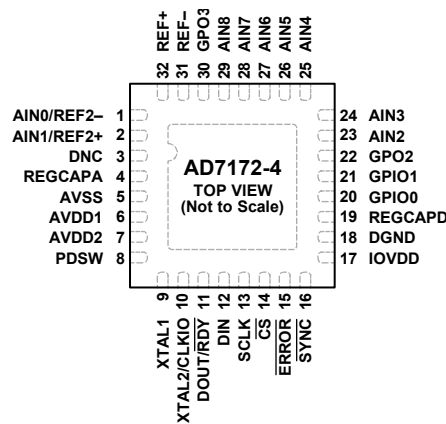 32 REF+
31 REF–
30 GPO3
29 AIN8
28 AIN7
27 AIN6
26 AIN5
25 AIN4
AIN0/REF2– 1
AIN1/REF2+ 2
DNC 3
REGCAPA 4
AVSS 5
AVDD1 6
AVDD2 7
PDSW 8
AD7172-4
TOP VIEW
(Not to Scale)
24 AIN3
23 AIN2
22 GPO2
21 GPIO1
20 GPIO0
19 REGCAPD
18 DGND
17 IOVDD
XTAL1 9
XTAL2/CLKIO 10
DOUT/RDY 11
DIN 12
SCLK 13
CS 14
ERROR 15
SYNC 16